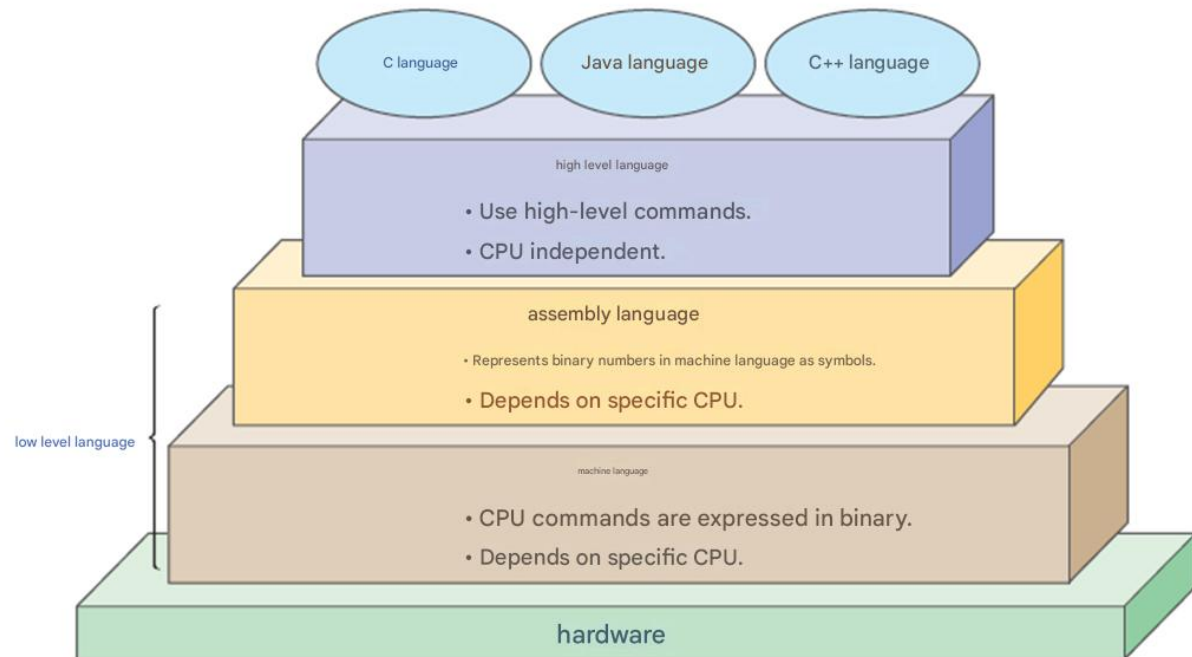 C language
Java language
C++ language
high level language
• Use high-level commands.
• CPU independent.
assembly language
• Represents binary numbers in machine language as symbols.
• Depends on specific CPU.
low level language
machine language
• CPU commands are expressed in binary.
• Depends on specific CPU.
hardware